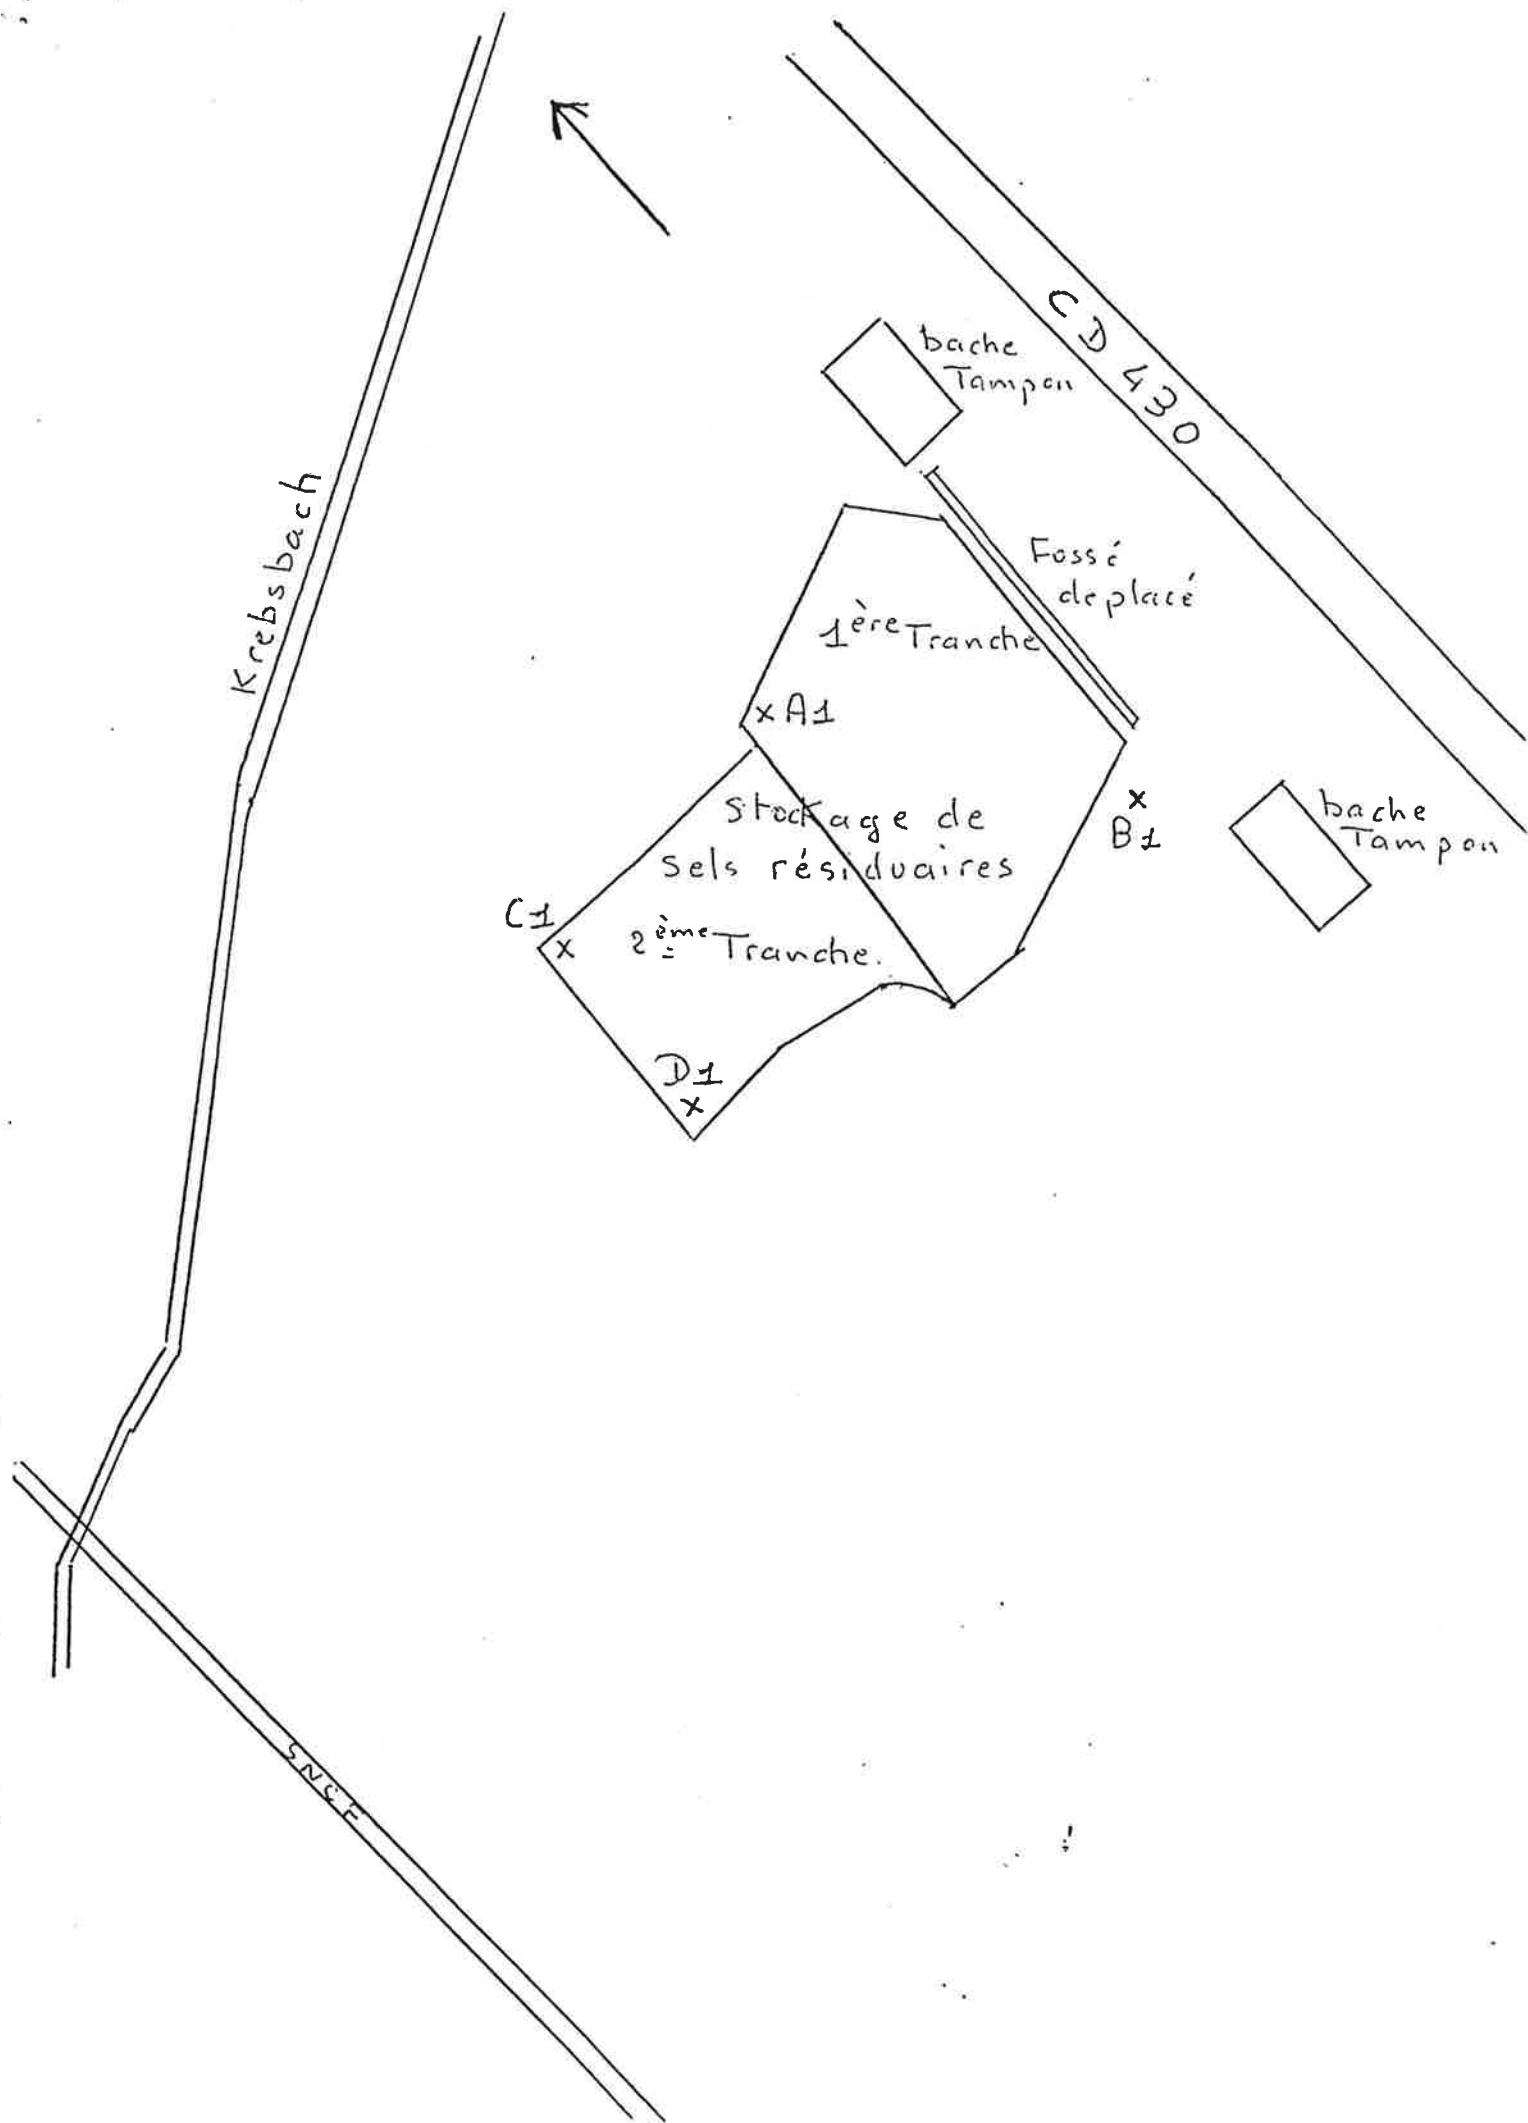 CD 430
bache
Tampon
Krebsbach
Fossé
deplacé
1ère Tranche
x A1
Stockage de
Sels résiduaires
x
B1
bache
Tampon
C1
x
2ème Tranche.
D1
x
SNCF